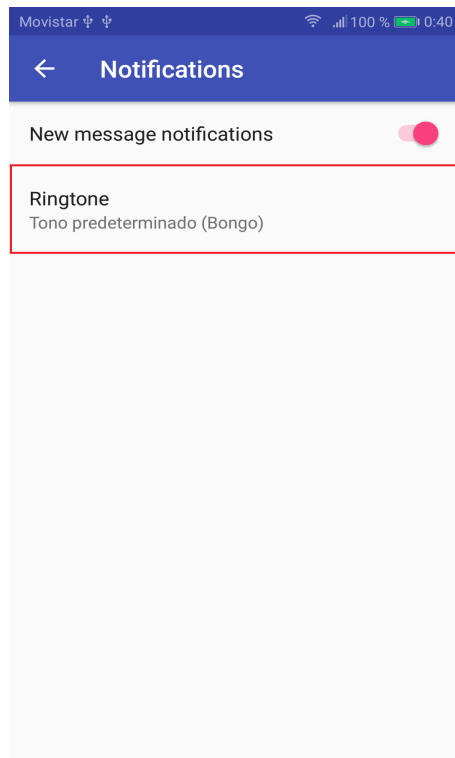 Movistar 100 % 0:40
Notifications
New message notifications
Ringtone
Tono predeterminado (Bongo)